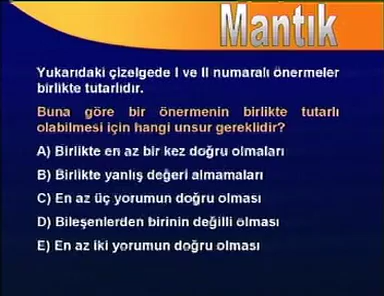 Mantık
Yukarıdaki çizelgede I ve II numaralı önermeler
birlikte tutarlıdır.
Buna göre bir önermenin birlikte tutarlı
olabilmesi için hangi unsur gereklidir?
A) Birlikte en az bir kez doğru olmaları
B) Birlikte yanlış değeri almamaları
C) En az üç yorumun doğru olması
D) Bileşenlerden birinin değilli olması
E) En az iki yorumun doğru olması